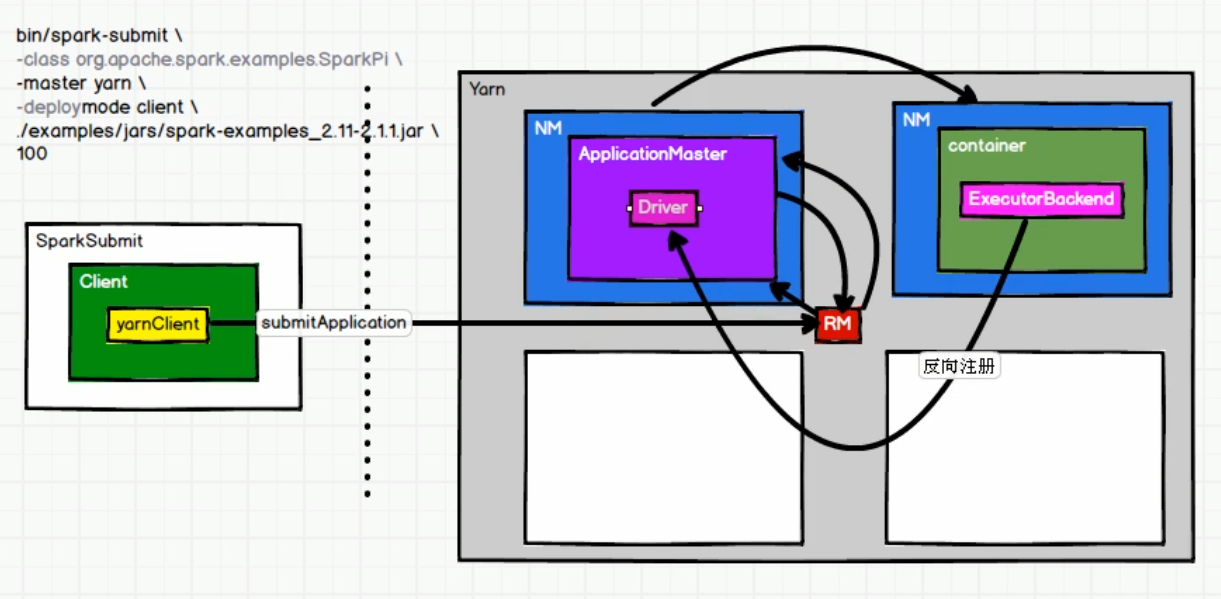 bin/spark-submit \
-class org.apache.spark.examples.SparkPi \
-master yarn \
-deploymode client \
./examples/jars/spark-examples_2.11-2.1.1.jar \
100
SparkSubmit
Client
yarnClient
submitApplication
Yarn
NM
ApplicationMaster
Driver
RM
NM
container
ExecutorBackend
反向注册